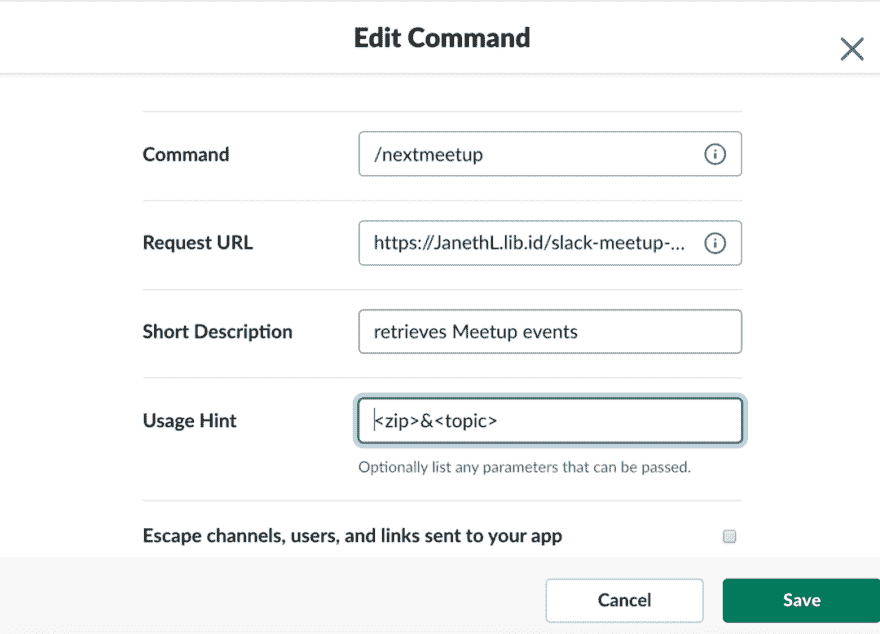 Edit Command
Command
/nextmeetup
Request URL
https://JanethL.lib.id/slack-meetup-...
Short Description
retrieves Meetup events
Usage Hint
<zip>&<topic>
Optionally list any parameters that can be passed.
Escape channels, users, and links sent to your app
Cancel
Save